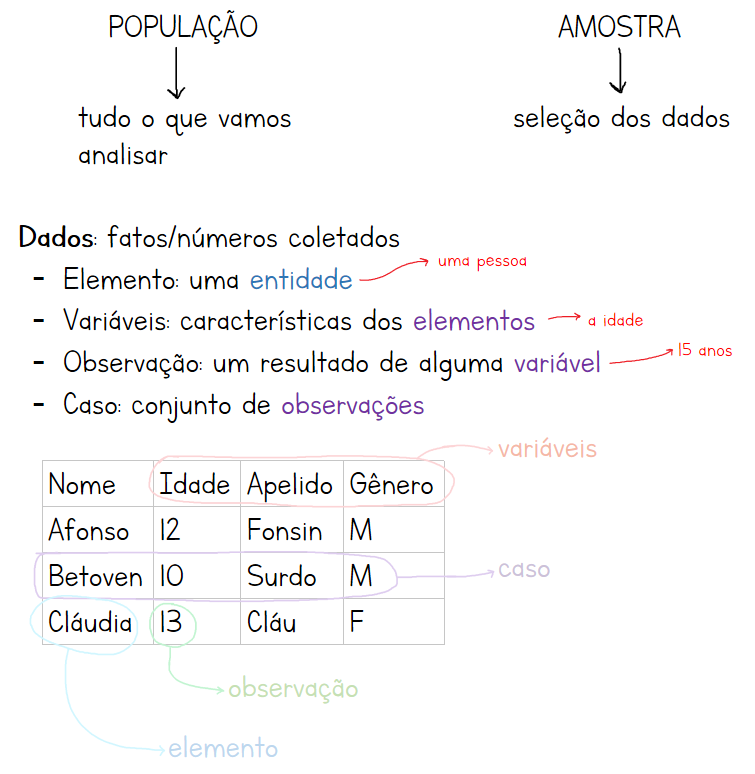 POPULAÇÃO
AMOSTRA
tudo o que vamos
analisar
seleção dos dados
Dados: fatos/números coletados
- Elemento: uma entidade
uma pessoa
- Variáveis: características dos elementos
a idade
- Observação: um resultado de alguma variável
15 anos
- Caso: conjunto de observações
variáveis
Nome Idade Apelido Gênero
Afonso 12 Fonsin M
Betoven 10 Surdo M
caso
Cláudia 13 Cláu F
observação
elemento